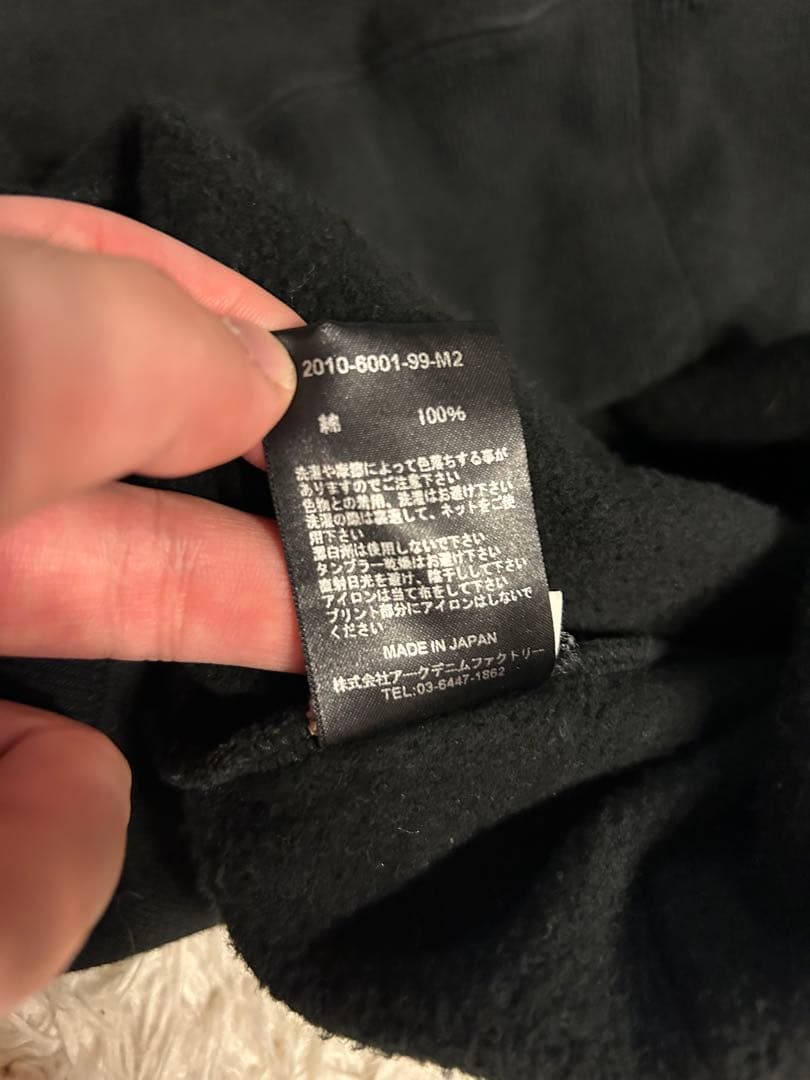 2010-6001-99-M2
綿 100%
洗濯や摩擦によって色落ちする事が
ありますのでご注意下さい
色物との着用、洗濯はお避け下さい
洗濯の際は裏返して、ネットをご使
用下さい
漂白剤は使用しないで下さい
タンブラー乾燥はお避け下さい
直射日光を避け、陰干しして下さい
アイロンは当て布をして下さい
プリント部分にアイロンはしないで
ください
MADE IN JAPAN
株式会社アークデニムファクトリー
TEL:03-6447-1862